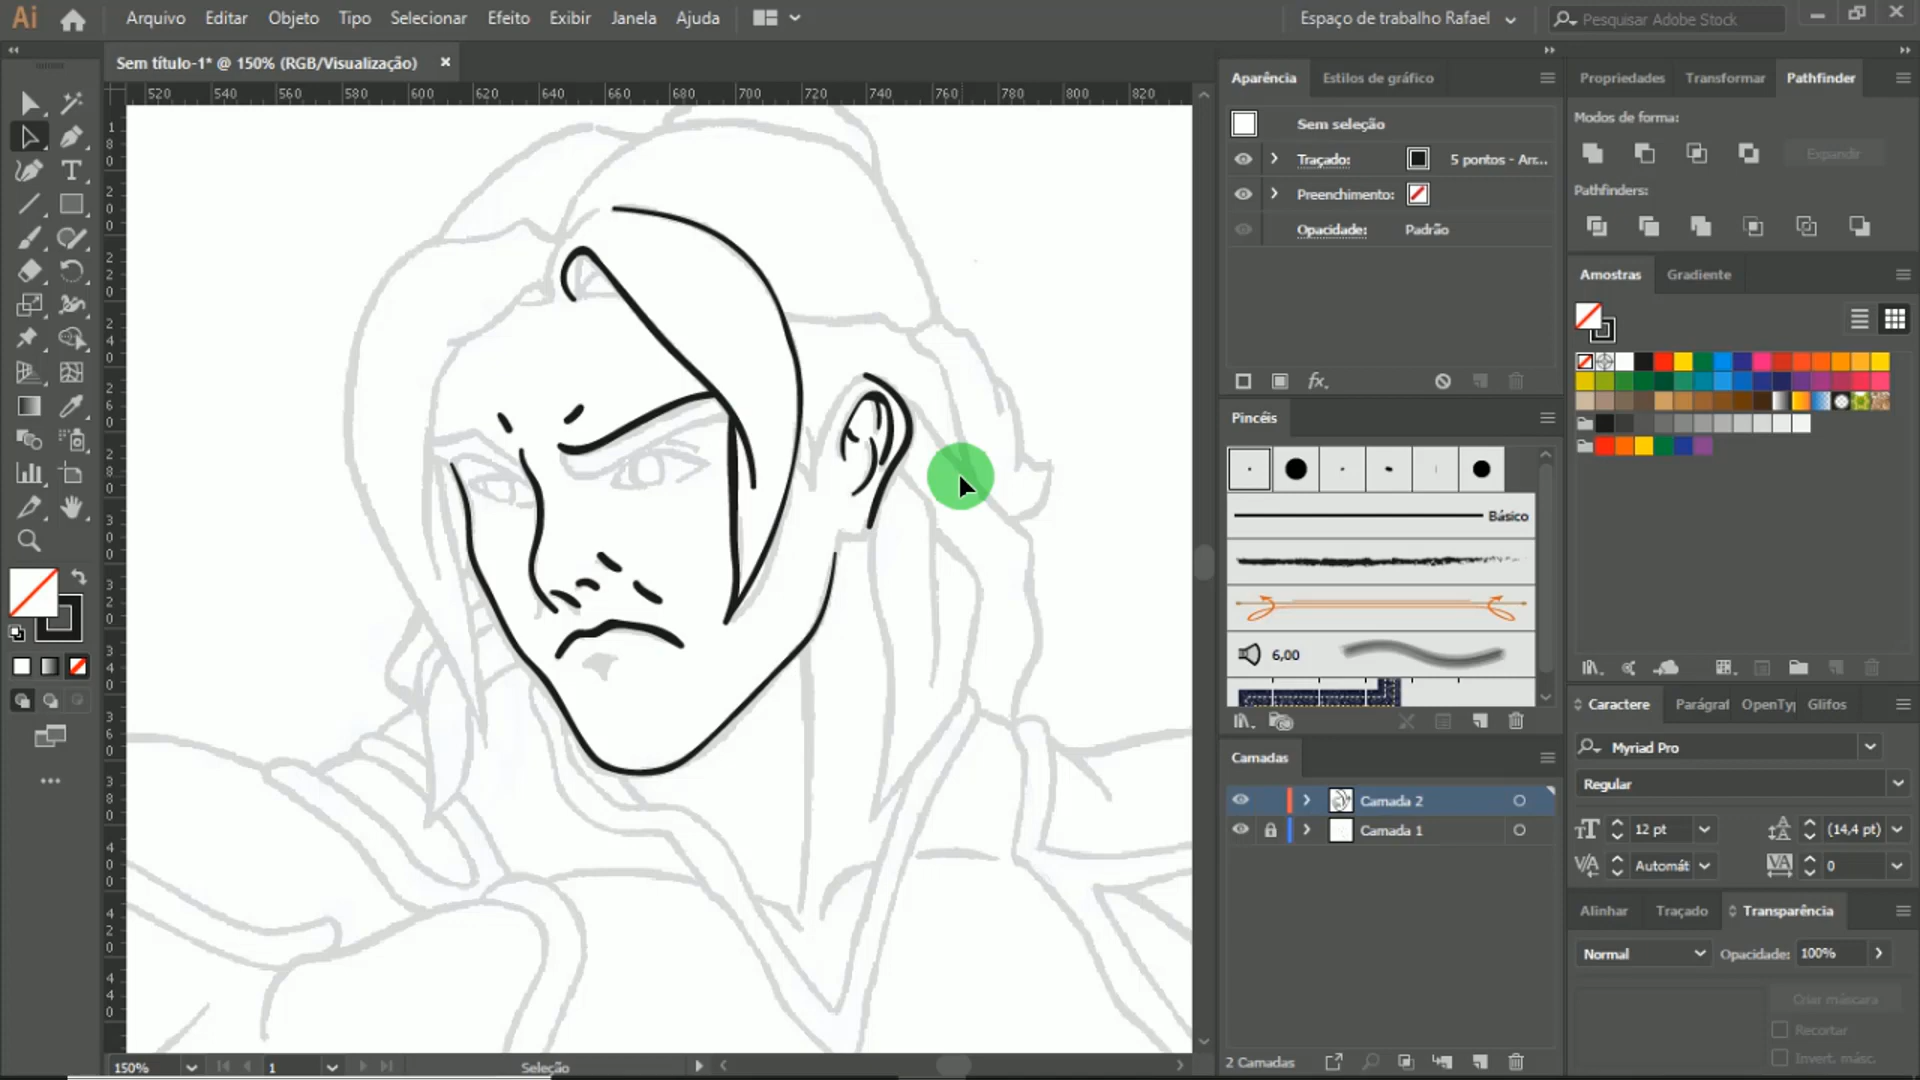 Ai Arquivo Editar Objeto Tipo Selecionar Efeito Exibir Janela Ajuda Espaço de trabalho Rafael Pesquisar Adobe Stock
Sem título-1* @ 150% (RGB/Visualização)
520 540 560 580 600 620 640 660 680 700 720 740 760 780 800 820
Aparência Estilos de gráfico
Sem seleção
Traçado: 5 pontos - Arr...
Preenchimento:
Opacidade: Padrão
fx.
Pincéis
Básico
6,00
Camadas
Camada 2
Camada 1
2 Camadas
Propriedades Transformar Pathfinder
Modos de forma:
Expandir
Pathfinders:
Amostras Gradiente
Caractere Parágraf OpenTyp Glifos
Myriad Pro
Regular
12 pt (14,4 pt)
Automát 0
Alinhar Traçado Transparência
Normal Opacidade: 100%
Criar máscara
Recortar
Invert. másc.
150% 1 Seleção